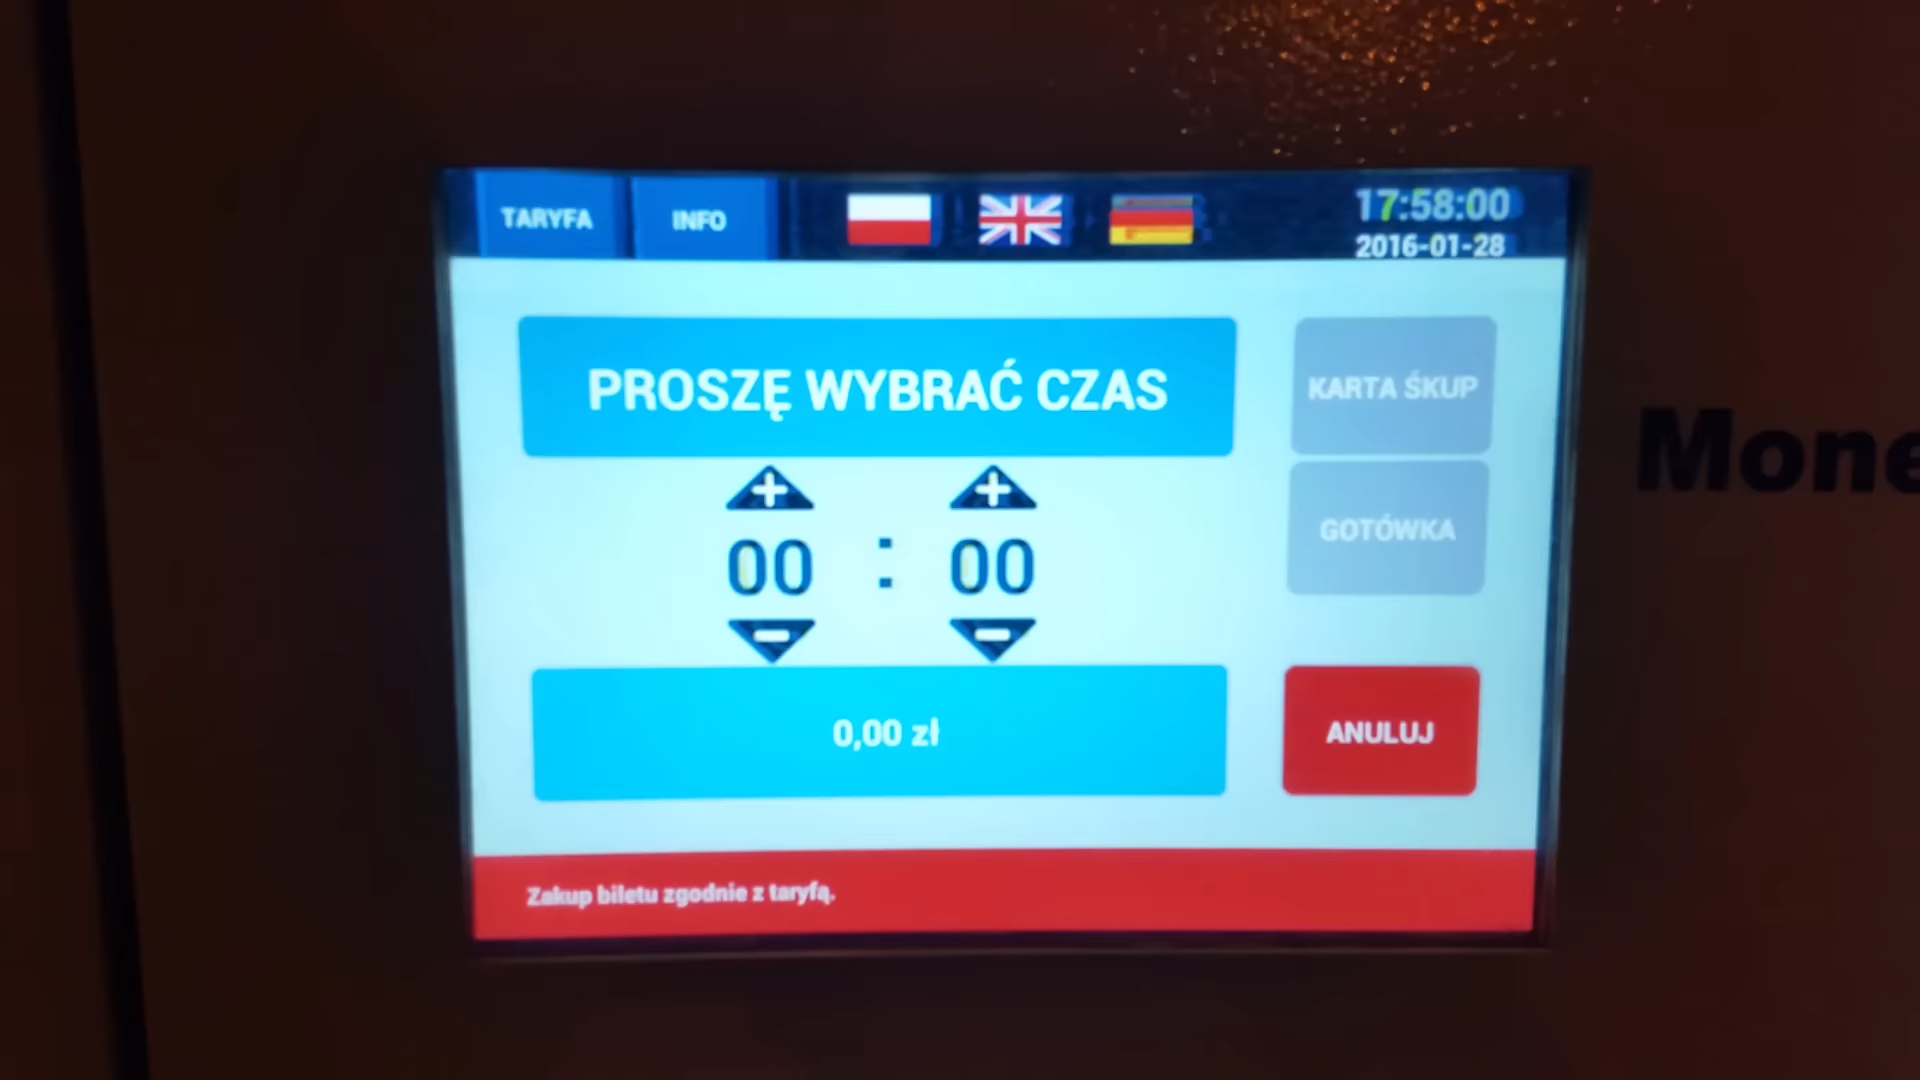 TARYFA INFO 17:58:00
2016-01-28
PROSZĘ WYBRAĆ CZAS
KARTA ŚKUP
00 : 00
GOTÓWKA
0,00 zł
ANULUJ
Zakup biletu zgodnie z taryfą.
Mone